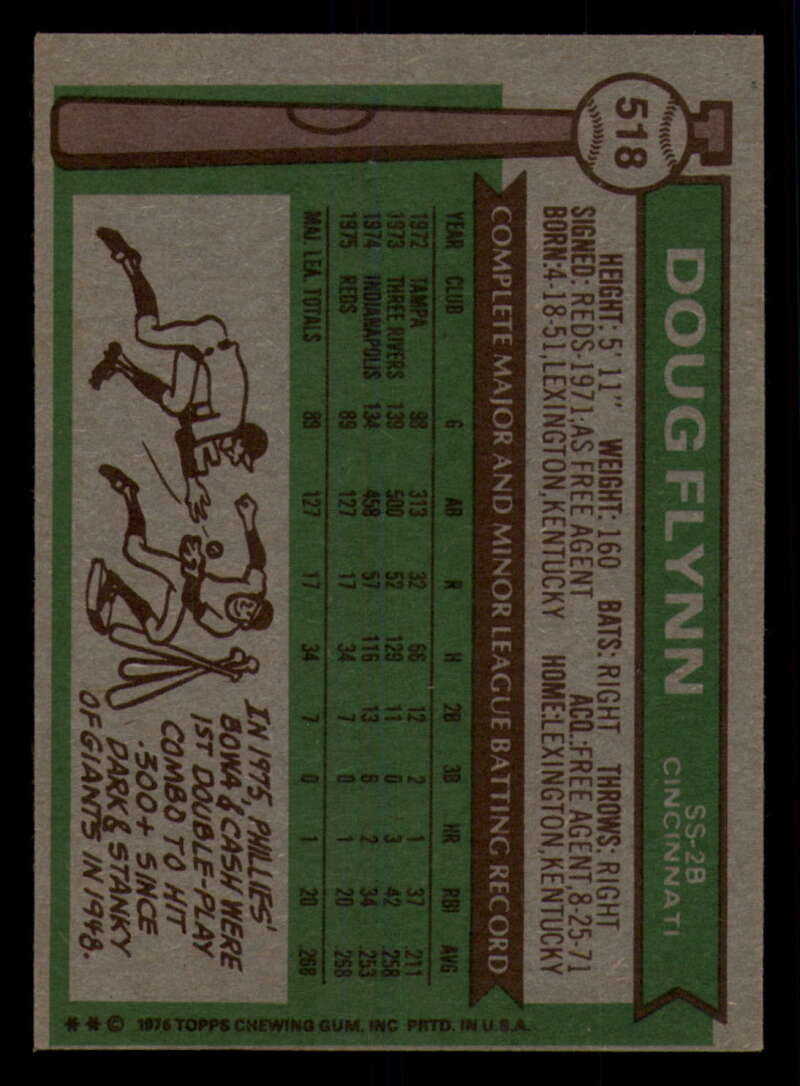 518
DOUG FLYNN
SS-2B
CINCINNATI
HEIGHT: 5' 11" WEIGHT: 160 BATS: RIGHT THROWS: RIGHT
SIGNED: REDS-1971, AS FREE AGENT ACQ.: FREE AGENT, 8-25-71
BORN: 4-18-51, LEXINGTON, KENTUCKY HOME: LEXINGTON, KENTUCKY
COMPLETE MAJOR AND MINOR LEAGUE BATTING RECORD
YEAR CLUB G AB R H 2B 3B HR RBI AVG
1972 TAMPA 98 313 32 66 12 2 1 37 .211
1973 THREE RIVERS 139 500 52 129 11 0 3 42 .258
1974 INDIANAPOLIS 134 458 57 116 13 6 2 34 .253
1975 REDS 89 127 17 34 7 0 1 20 .268
MAJ. LEA. TOTALS 89 127 17 34 7 0 1 20 .268
IN 1975, PHILLIES'
BOWA & CASH WERE
1ST DOUBLE-PLAY
COMBO TO HIT
.300+ SINCE
DARK & STANKY
OF GIANTS IN 1948.
* * © 1976 TOPPS CHEWING GUM, INC PRTD. IN U.S.A.